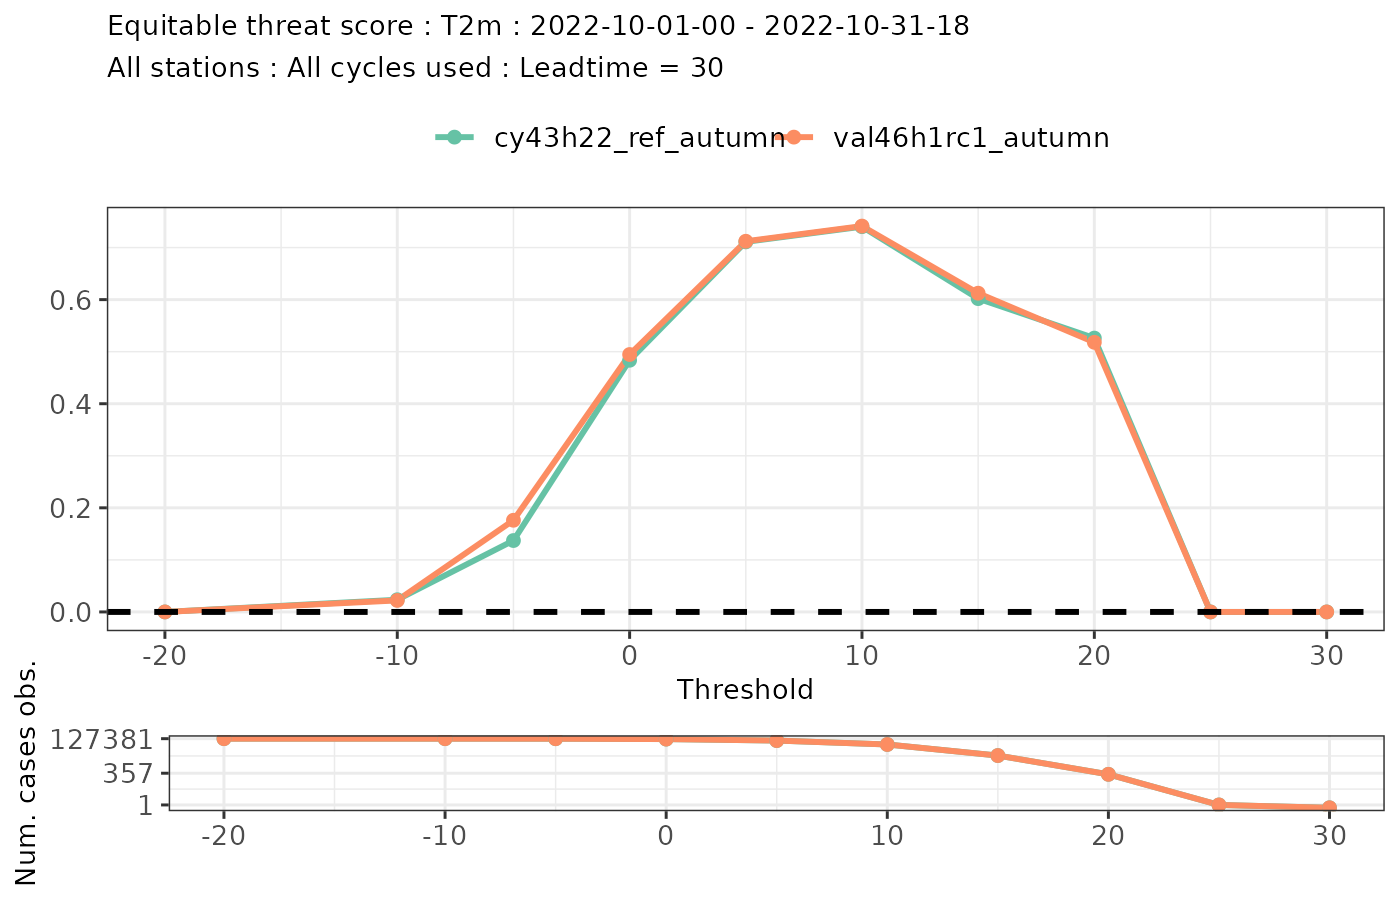 Equitable threat score : T2m : 2022-10-01-00 - 2022-10-31-18
All stations : All cycles used : Leadtime = 30
cy43h22_ref_autumn val46h1rc1_autumn
0.6
0.4
0.2
0.0
-20 -10 0 10 20 30
Threshold
Num. cases obs.
127381
357
1
-20 -10 0 10 20 30